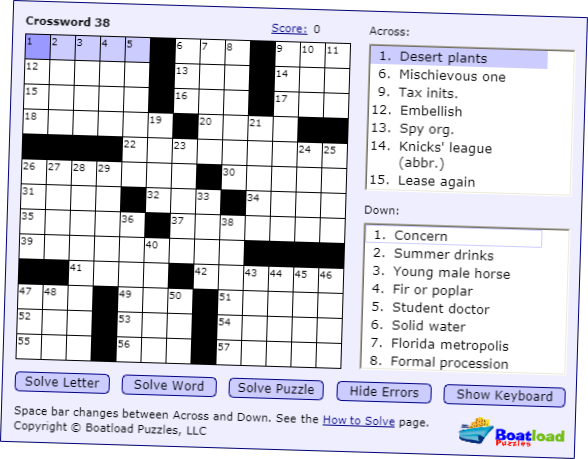 Crossword 38
Score: 0
1 2 3 4 5 6 7 8 9 10 11
12 13 14
15 16 17
18 19 20 21
22 23 24 25
26 27 28 29 30
31 32 33 34
35 36 37 38
39 40
41 42 43 44 45 46
47 48 49 50 51
52 53 54
55 56 57
Across:
1. Desert plants
6. Mischievous one
9. Tax inits.
12. Embellish
13. Spy org.
14. Knicks' league
(abbr.)
15. Lease again
Down:
1. Concern
2. Summer drinks
3. Young male horse
4. Fir or poplar
5. Student doctor
6. Solid water
7. Florida metropolis
8. Formal procession
Solve Letter
Solve Word
Solve Puzzle
Hide Errors
Show Keyboard
Space bar changes between Across and Down. See the How to Solve page.
Copyright © Boatload Puzzles, LLC
Boatload
Puzzles